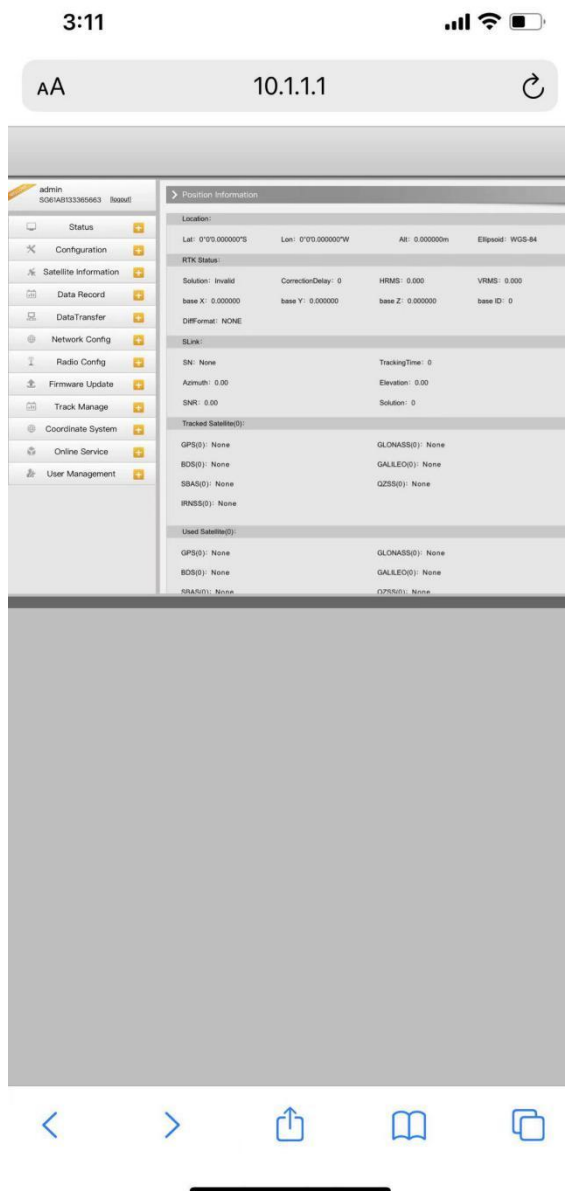 3:11
AA 10.1.1.1
admin
SG61AB133365663 [logout]
Status
Configuration
Satellite Information
Data Record
DataTransfer
Network Config
Radio Config
Firmware Update
Track Manage
Coordinate System
Online Service
User Management
Position Information
Location:
Lat: 0°0'0.000000"S Lon: 0°0'0.000000"W Alt: 0.000000m Ellipsoid: WGS-84
RTK Status:
Solution: Invalid CorrectionDelay: 0 HRMS: 0.000 VRMS: 0.000
base X: 0.000000 base Y: 0.000000 base Z: 0.000000 base ID: 0
DiffFormat: NONE
SLink:
SN: None TrackingTime: 0
Azimuth: 0.00 Elevation: 0.00
SNR: 0.00 Solution: 0
Tracked Satellite(0):
GPS(0): None GLONASS(0): None
BDS(0): None GALILEO(0): None
SBAS(0): None QZSS(0): None
IRNSS(0): None
Used Satellite(0):
GPS(0): None GLONASS(0): None
BDS(0): None GALILEO(0): None
SBAS(0): None QZSS(0): None